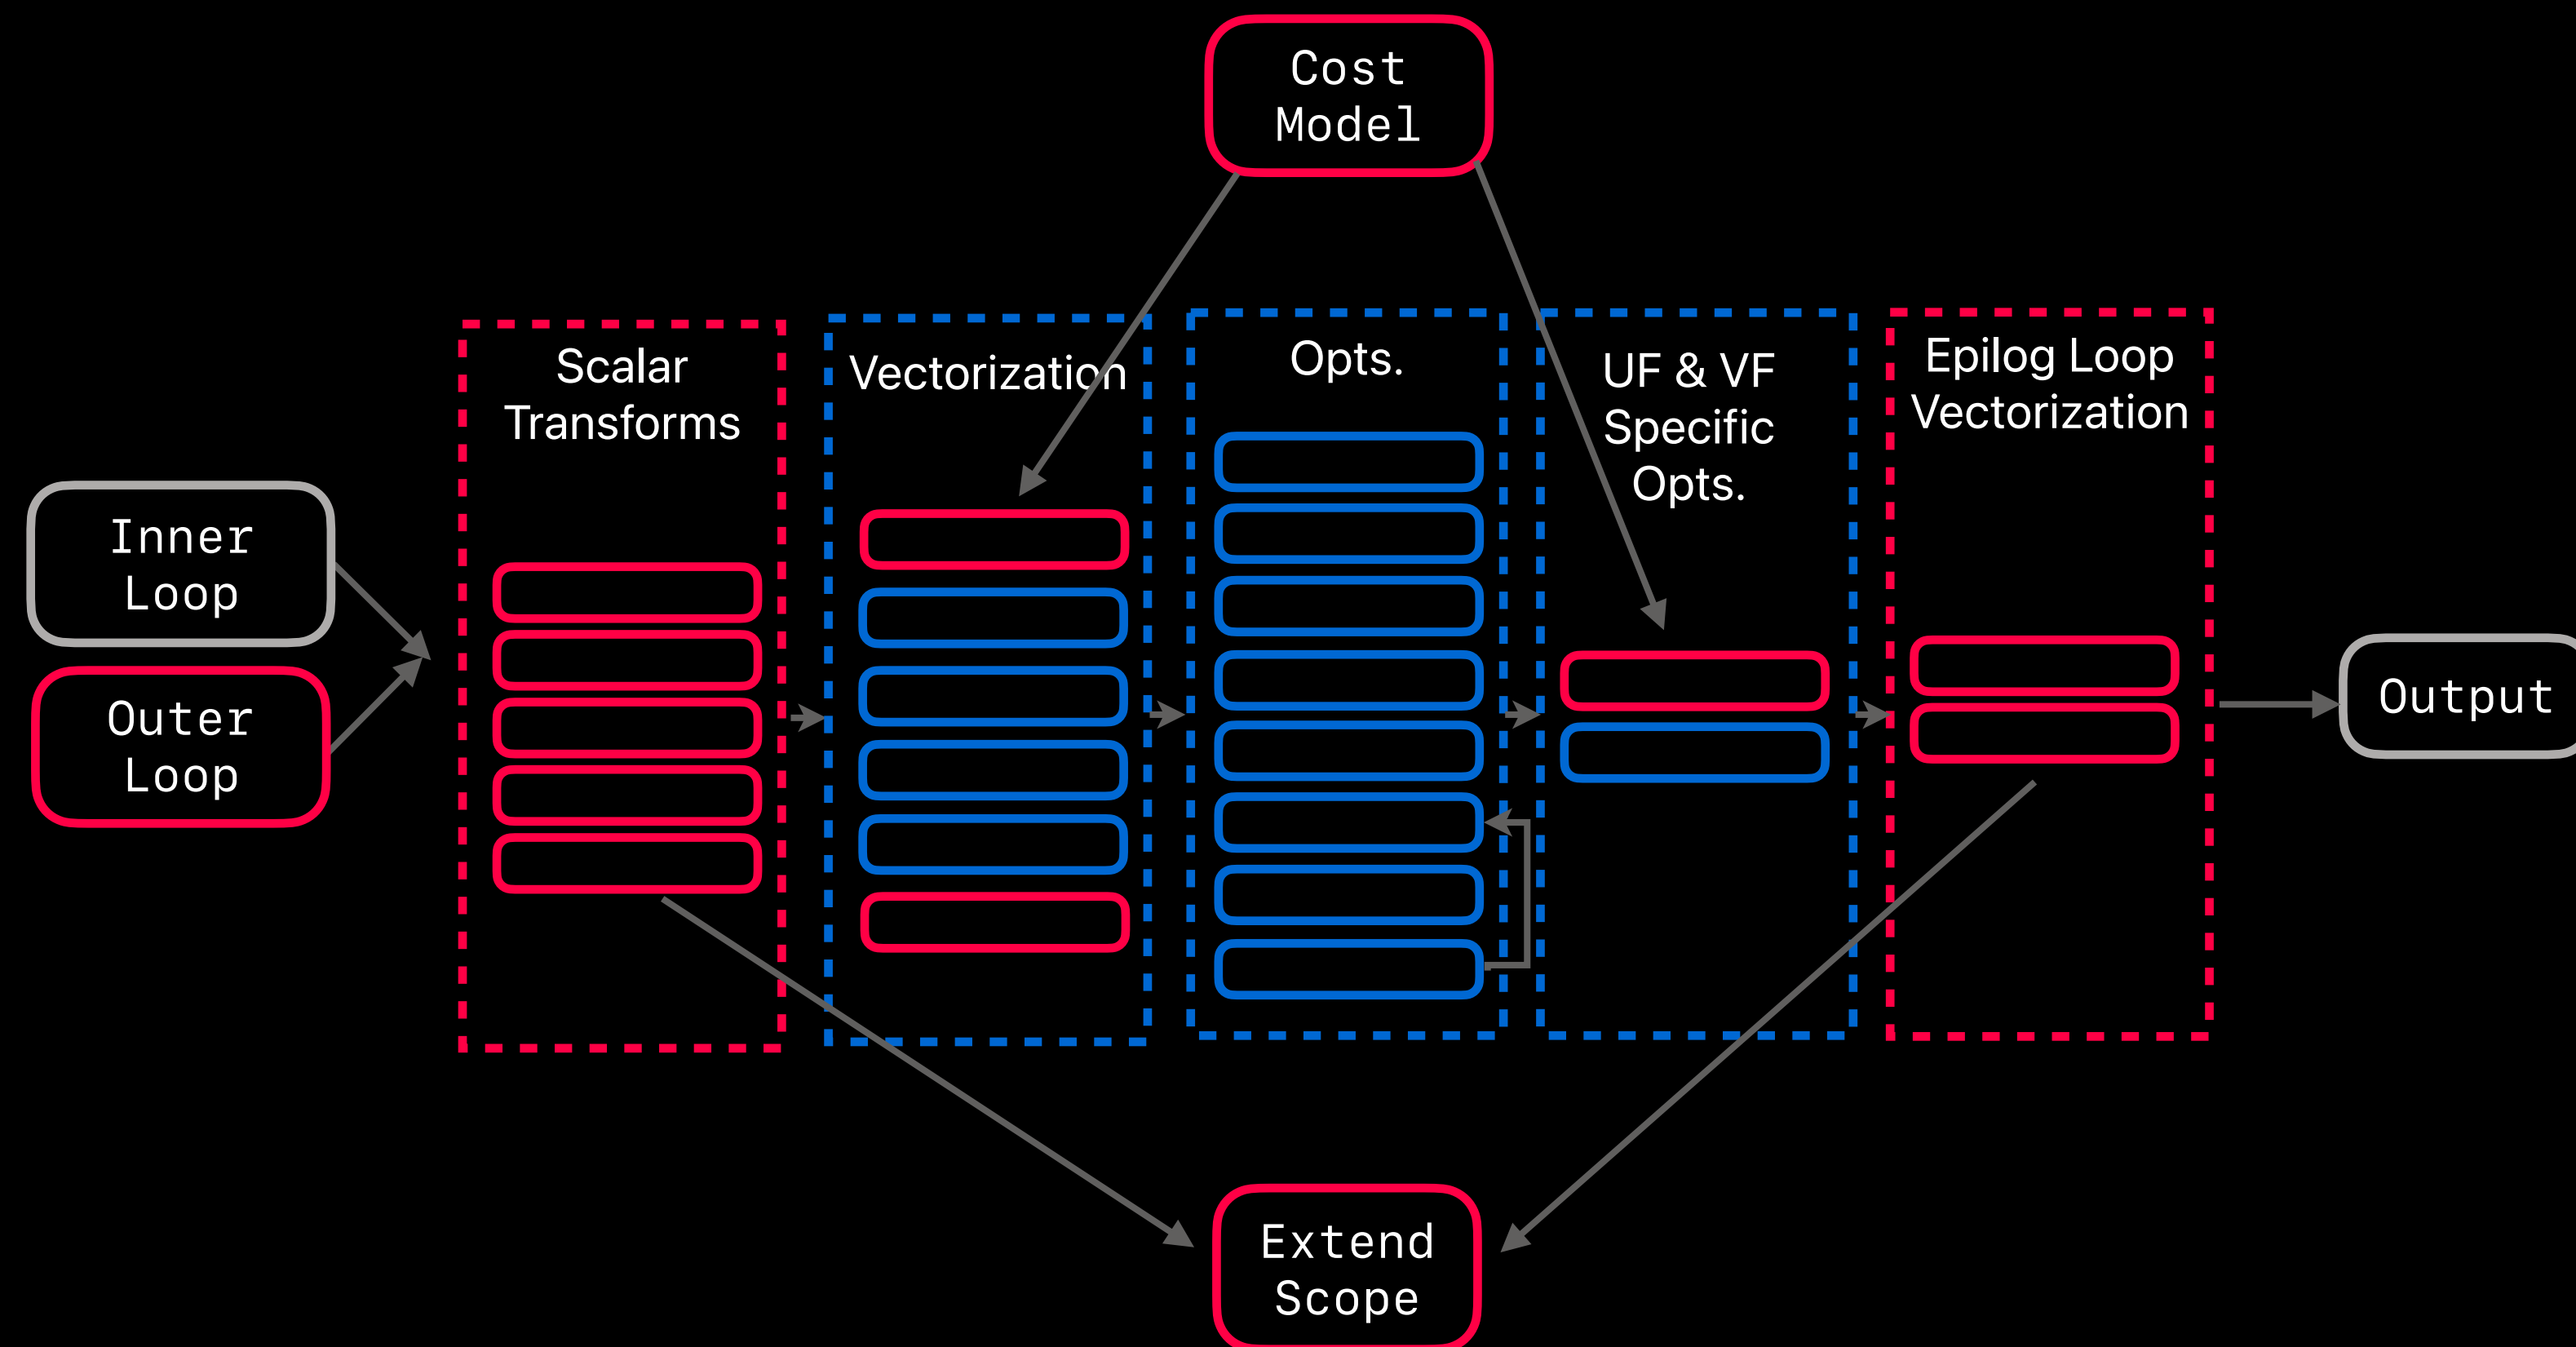 Cost
Model
Scalar
Transforms
Vectorization
Opts.
UF & VF
Specific
Opts.
Epilog Loop
Vectorization
Inner
Loop
Outer
Loop
Output
Extend
Scope